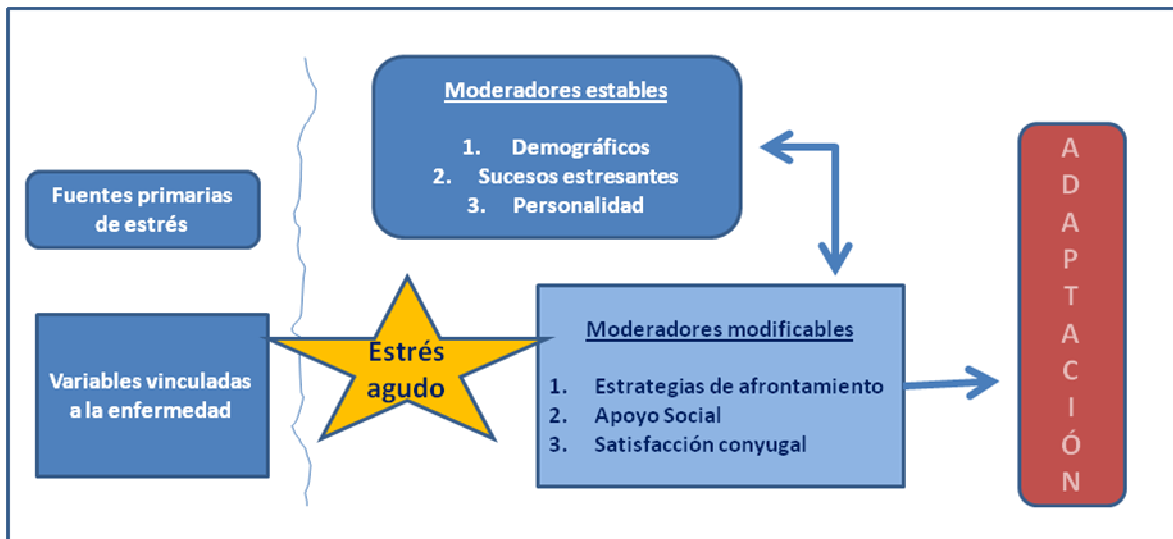 Fuentes primarias
de estrés
Variables vinculadas
a la enfermedad
Estrés
agudo
Moderadores estables
1. Demográficos
2. Sucesos estresantes
3. Personalidad
Moderadores modificables
1. Estrategias de afrontamiento
2. Apoyo Social
3. Satisfacción conyugal
ADAPTACIÓN